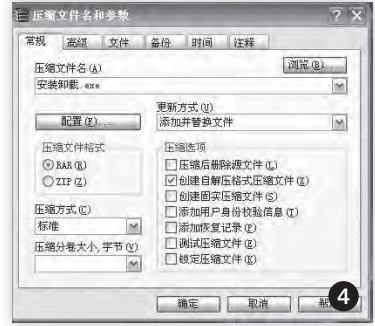 压缩文件名和参数
常规 高级 文件 备份 时间 注释
压缩文件名(A)
浏览(B)...
安装卸载.exe
更新方式(U)
配置(F)...
添加并替换文件
压缩文件格式
RAR(R)
ZIP(Z)
压缩选项
压缩后删除源文件(D)
创建自解压格式压缩文件(X)
创建固实压缩文件(S)
添加用户身份校验信息(T)
添加恢复记录(P)
测试压缩文件(E)
锁定压缩文件(K)
压缩方式(C)
标准
压缩分卷大小,字节(V)
确定 取消 帮
4